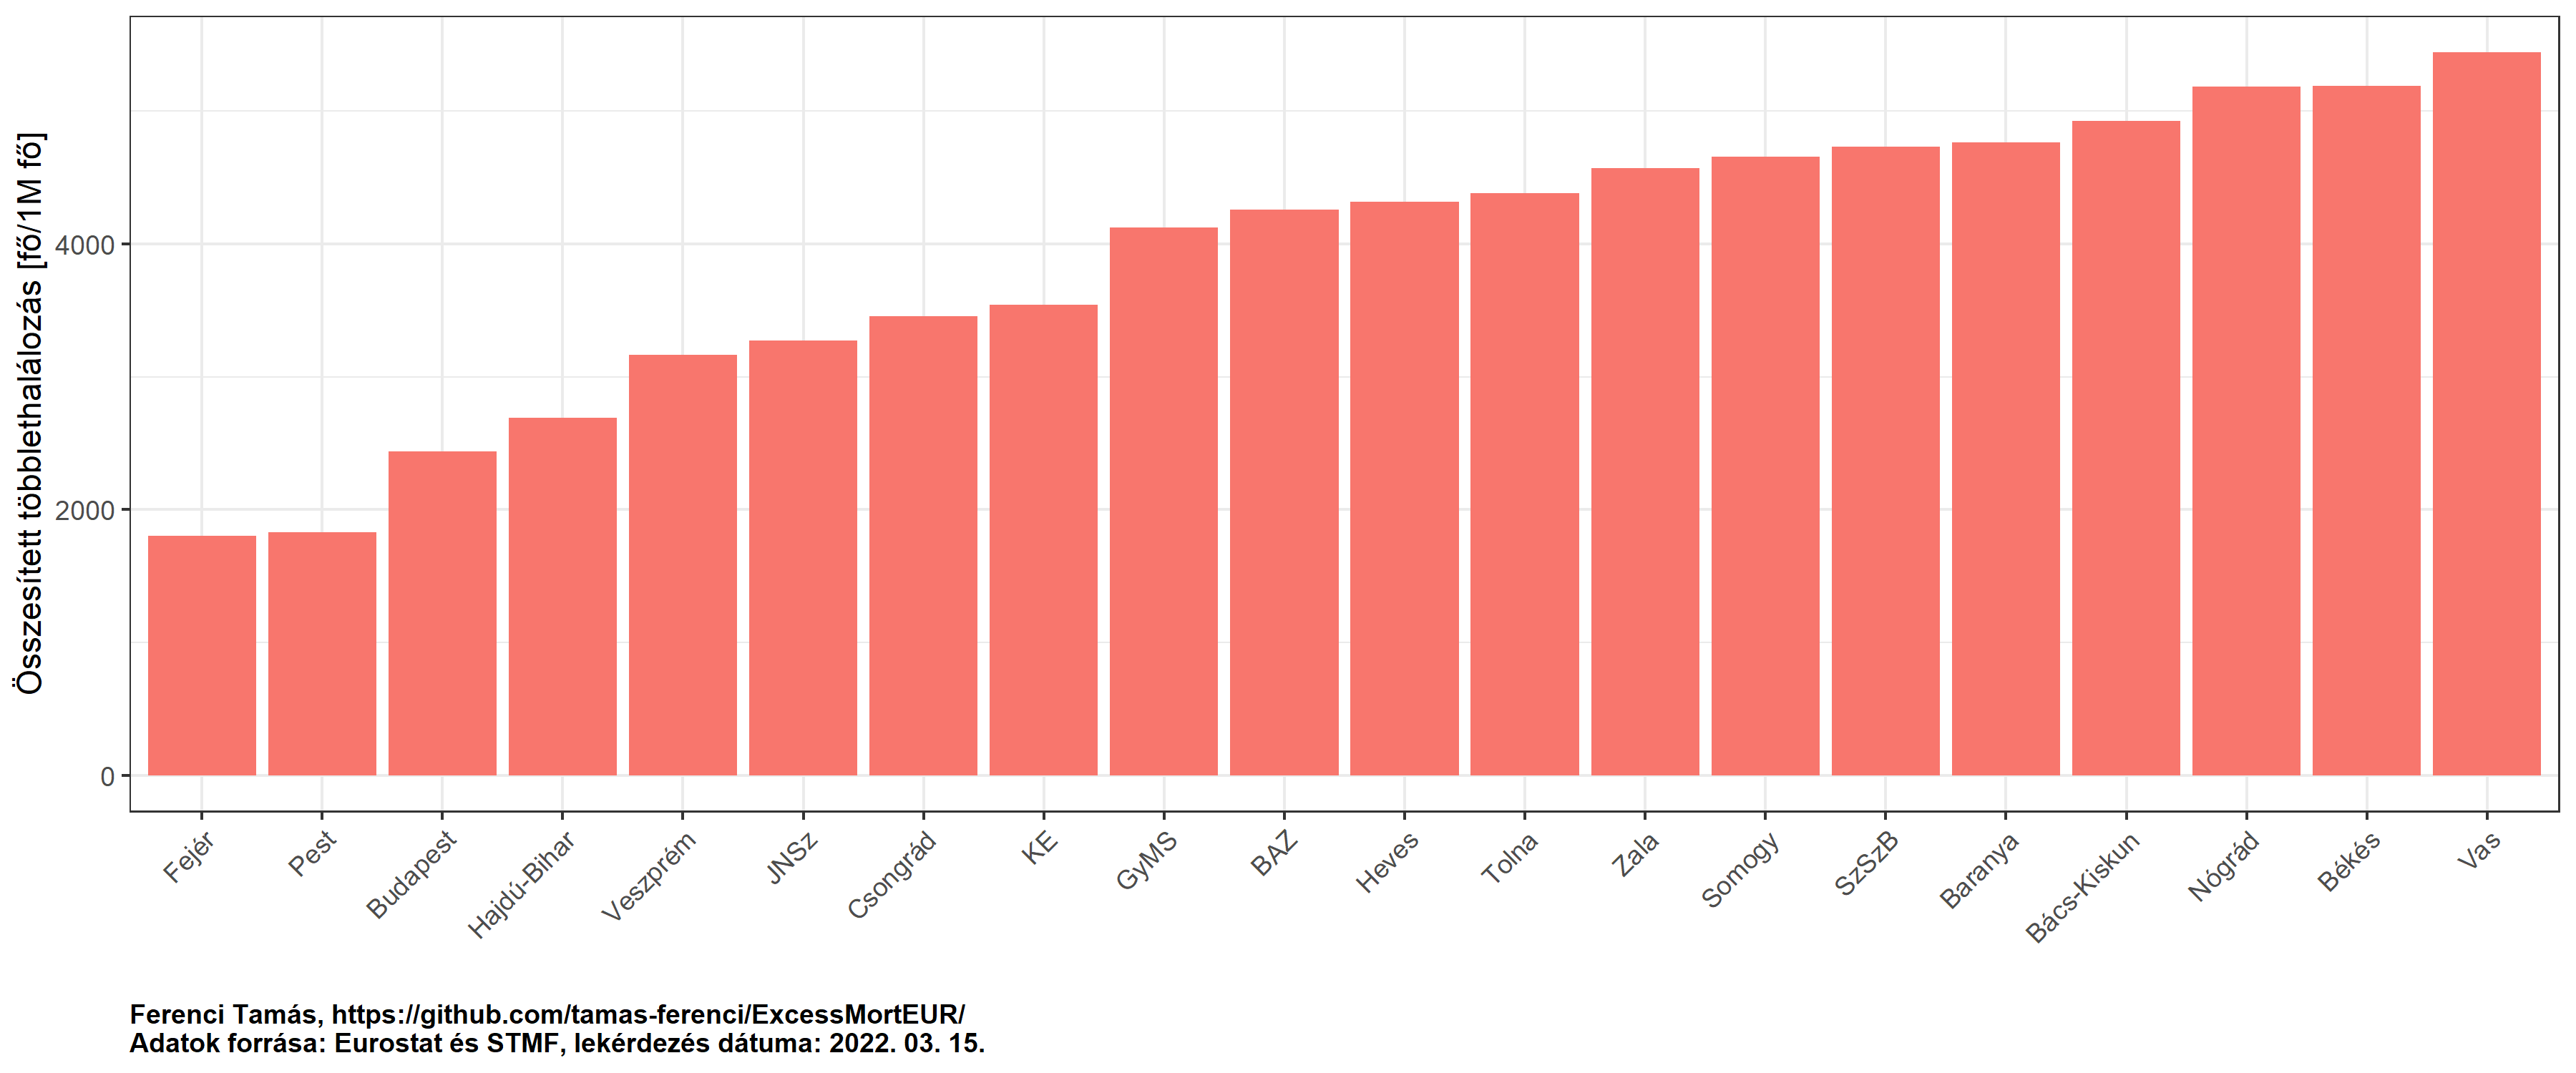 Összesített többlethalálozás [fő/1M fő]
4000
2000
0
Fejér
Pest
Budapest
Hajdú-Bihar
Veszprém
JNSz
Csongrád
KE
GyMS
BAZ
Heves
Tolna
Zala
Somogy
SzSzB
Baranya
Bács-Kiskun
Nógrád
Békés
Vas
Ferenci Tamás, https://github.com/tamas-ferenci/ExcessMortEUR/
Adatok forrása: Eurostat és STMF, lekérdezés dátuma: 2022. 03. 15.